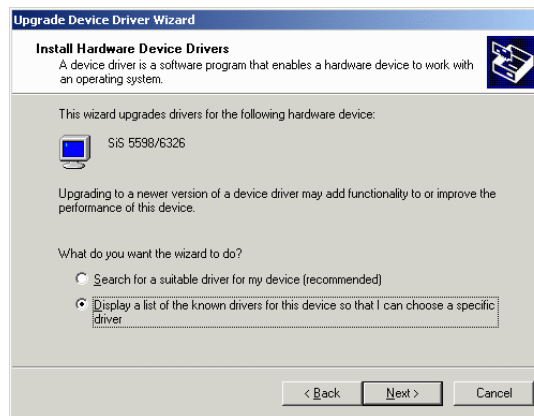 Upgrade Device Driver Wizard
Install Hardware Device Drivers
A device driver is a software program that enables a hardware device to work with
an operating system.
This wizard upgrades drivers for the following hardware device:
SiS 5598/6326
Upgrading to a newer version of a device driver may add functionality to or improve the
performance of this device.
What do you want the wizard to do?
Search for a suitable driver for my device (recommended)
Display a list of the known drivers for this device so that I can choose a specific
driver
< Back Next > Cancel